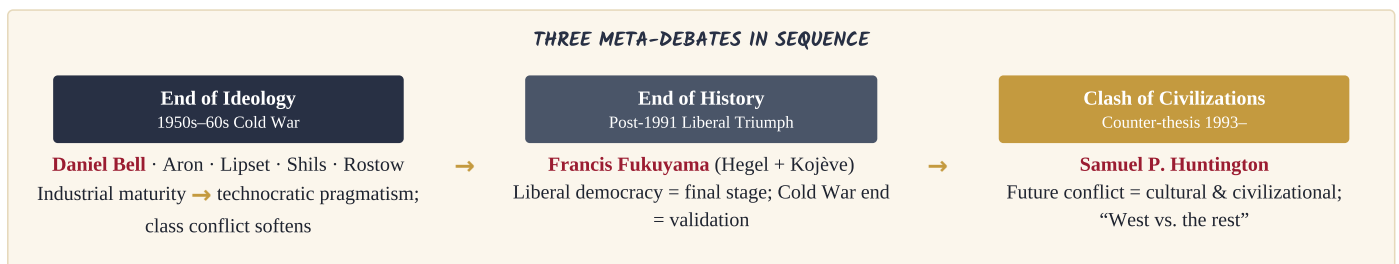 THREE META-DEBATES IN SEQUENCE
End of Ideology
1950s–60s Cold War
Daniel Bell · Aron · Lipset · Shils · Rostow
Industrial maturity → technocratic pragmatism;
class conflict softens
→
End of History
Post-1991 Liberal Triumph
Francis Fukuyama (Hegel + Kojève)
Liberal democracy = final stage; Cold War end
= validation
→
Clash of Civilizations
Counter-thesis 1993–
Samuel P. Huntington
Future conflict = cultural & civilizational;
“West vs. the rest”